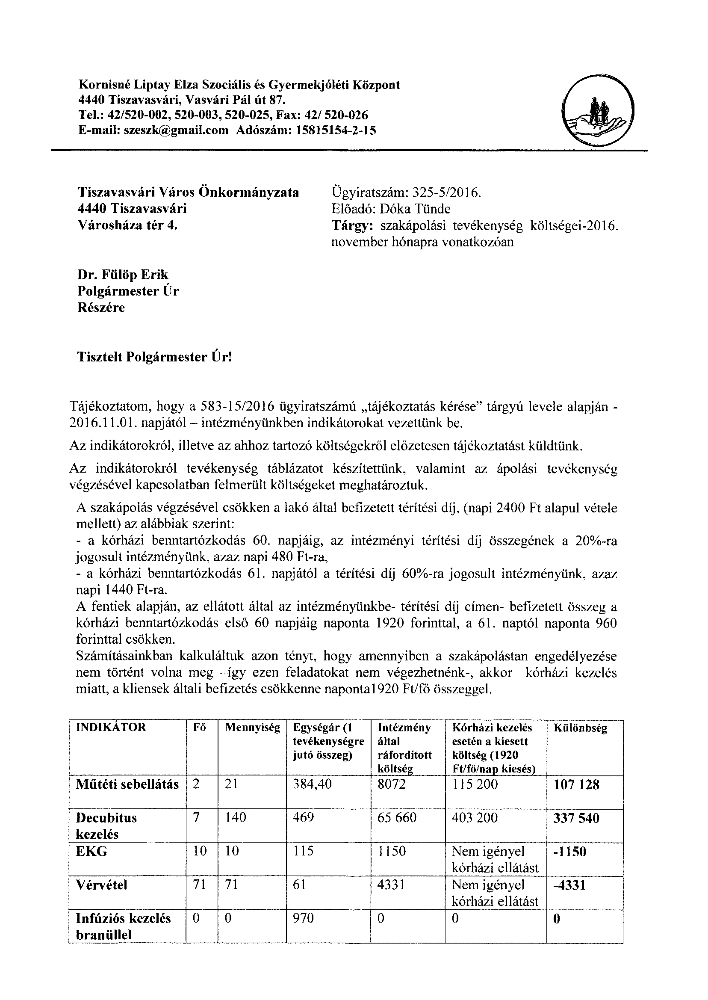 Kornisné Liptay Elza Szociális és Gyermekjóléti Központ
4440 Tiszavasvári, Vasvári Pál út 87.
Tel.: 42/520-002, 520-003, 520-025, Fax: 42/ 520-026
E-mail: szeszk@gmail.com Adószám: 15815154-2-15
Tiszavasvári Város Önkormányzata
4440 Tiszavasvári
Városháza tér 4.
Ügyiratszám: 325-5/2016.
Előadó: Dóka Tünde
Tárgy: szakápolási tevékenység költségei-2016.
november hónapra vonatkozóan
Dr. Fülöp Erik
Polgármester Úr
Részére
Tisztelt Polgármester Úr!
Tájékoztatom, hogy a 583-15/2016 ügyiratszámú „tájékoztatás kérése” tárgyú levele alapján -
2016.11.01. napjától – intézményünkben indikátorokat vezettünk be.
Az indikátorokról, illetve az ahhoz tartozó költségekről előzetesen tájékoztatást küldtünk.
Az indikátorokról tevékenység táblázatot készítettünk, valamint az ápolási tevékenység
végzésével kapcsolatban felmerült költségeket meghatároztuk.
A szakápolás végzésével csökken a lakó által befizetett térítési díj, (napi 2400 Ft alapul vétele
mellett) az alábbiak szerint:
- a kórházi benntartózkodás 60. napjáig, az intézményi térítési díj összegének a 20%-ra
jogosult intézményünk, azaz napi 480 Ft-ra,
- a kórházi benntartózkodás 61. napjától a térítési díj 60%-ra jogosult intézményünk, azaz
napi 1440 Ft-ra.
A fentiek alapján, az ellátott által az intézményünkbe- térítési díj címen- befizetett összeg a
kórházi benntartózkodás első 60 napjáig naponta 1920 forinttal, a 61. naptól naponta 960
forinttal csökken.
Számításainkban kalkuláltuk azon tényt, hogy amennyiben a szakápolástan engedélyezése
nem történt volna meg –így ezen feladatokat nem végezhetnénk-, akkor kórházi kezelés
miatt, a kliensek általi befizetés csökkenne naponta1920 Ft/fő összeggel.
INDIKÁTOR Fő Mennyiség Egységár (1 Intézmény Kórházi kezelés Különbség
tevékenységre által esetén a kiesett
jutó összeg) ráfordított költség (1920
költség Ft/fő/nap kiesés)
Műtéti sebellátás 2 21 384,40 8072 115 200 107 128
Decubitus 7 140 469 65 660 403 200 337 540
kezelés
EKG 10 10 115 1150 Nem igényel -1150
kórházi ellátást
Vérvétel 71 71 61 4331 Nem igényel -4331
kórházi ellátást
Infúziós kezelés 0 0 970 0 0 0
branüllel